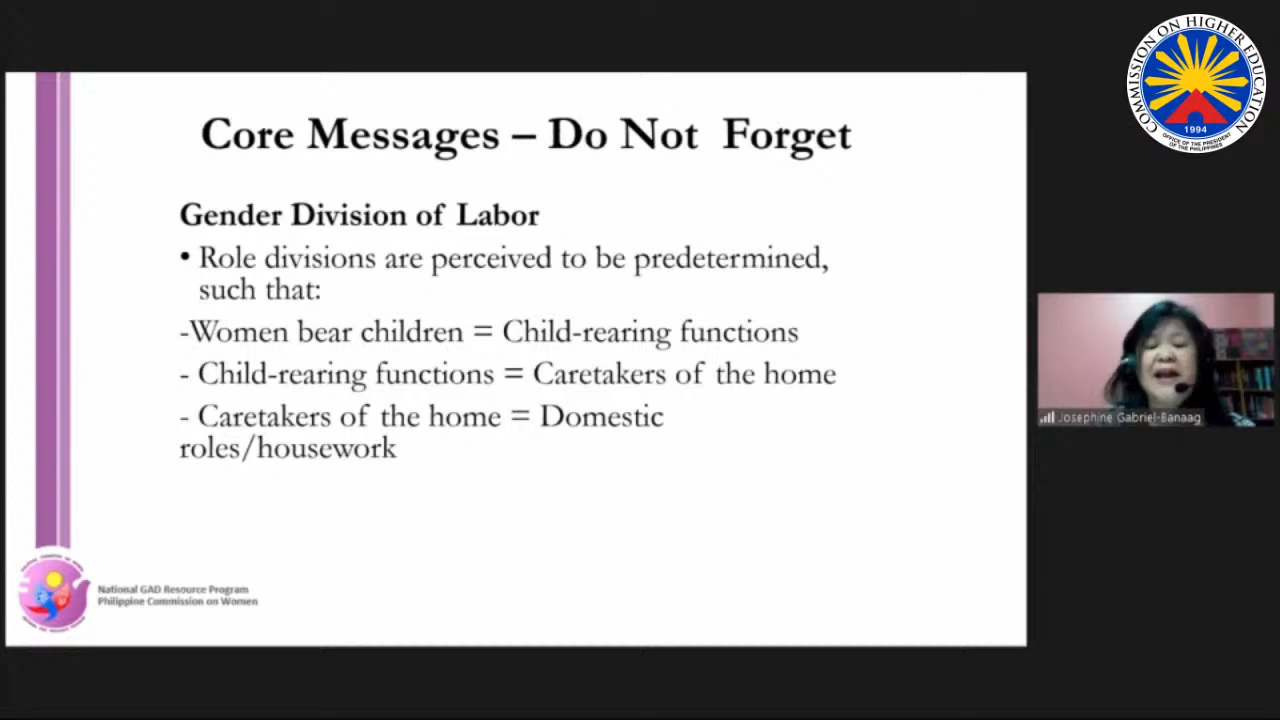 Core Messages – Do Not Forget
Gender Division of Labor
• Role divisions are perceived to be predetermined,
such that:
-Women bear children = Child-rearing functions
- Child-rearing functions = Caretakers of the home
- Caretakers of the home = Domestic
roles/housework
National GAD Resource Program
Philippine Commission on Women
COMMISSION ON HIGHER EDUCATION
1994
OFFICE OF THE PRESIDENT
OF THE PHILIPPINES
Josephine Gabriel-Banaag